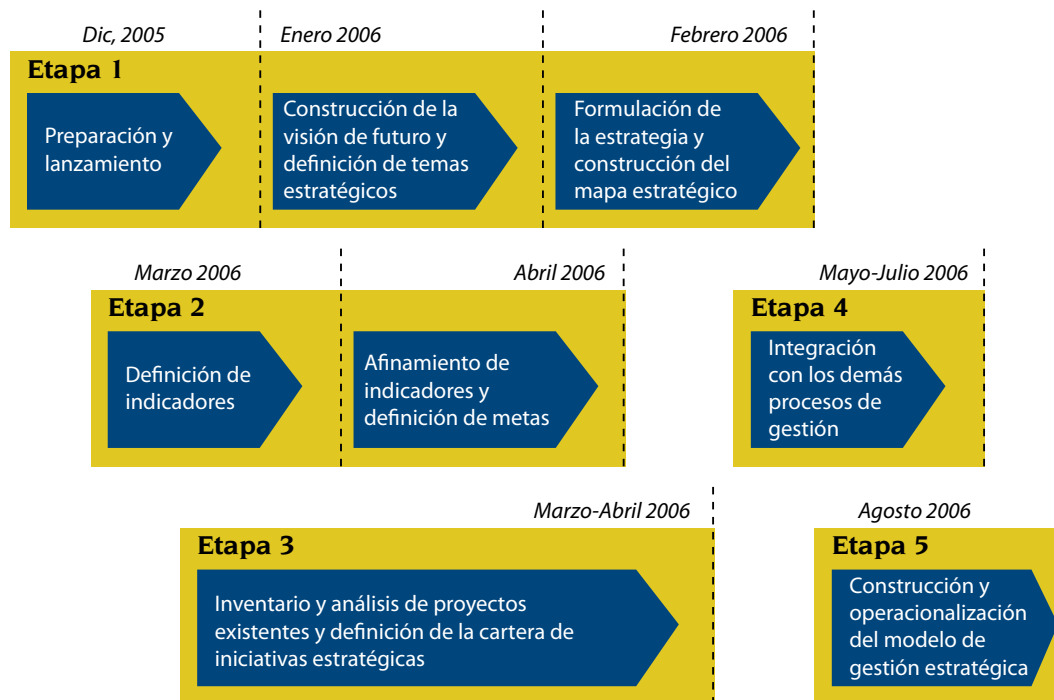 Dic, 2005
Enero 2006
Febrero 2006
Etapa 1
Preparación y
lanzamiento
Construcción de la
visión de futuro y
definición de temas
estratégicos
Formulación de
la estrategia y
construcción del
mapa estratégico
Marzo 2006
Abril 2006
Mayo-Julio 2006
Etapa 2
Definición de
indicadores
Afinamiento de
indicadores y
definición de metas
Etapa 4
Integración
con los demás
procesos de
gestión
Marzo-Abril 2006
Agosto 2006
Etapa 3
Inventario y análisis de proyectos
existentes y definición de la cartera de
iniciativas estratégicas
Etapa 5
Construcción y
operacionalización
del modelo de
gestión estratégica